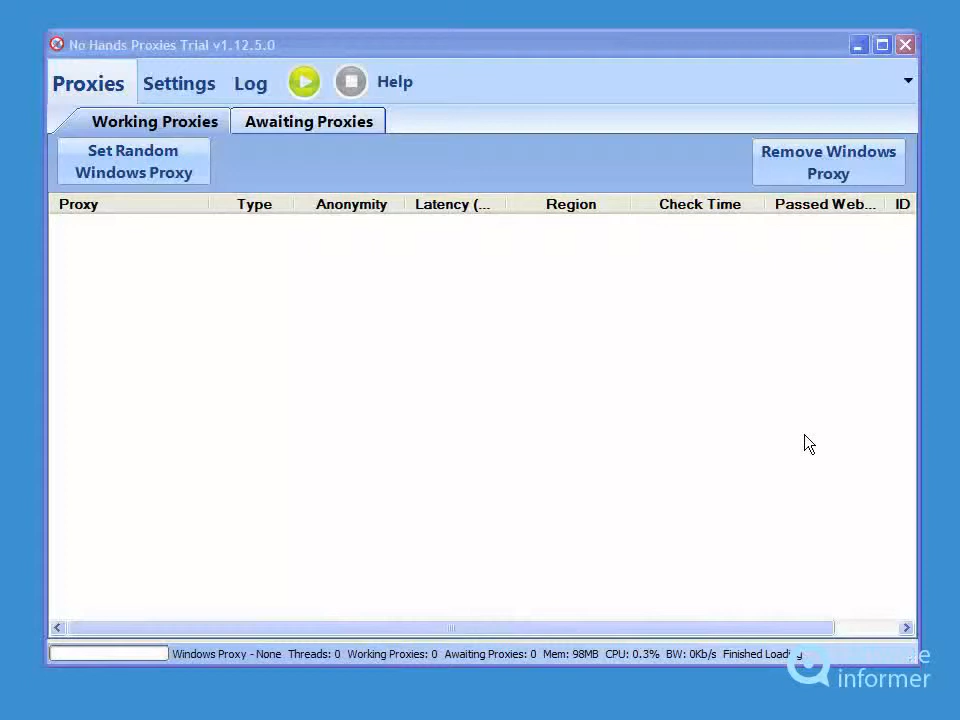 No Hands Proxies Trial v1.12.5.0
Proxies Settings Log Help
Working Proxies Awaiting Proxies
Set Random
Windows Proxy
Remove Windows
Proxy
Proxy Type Anonymity Latency (... Region Check Time Passed Web... ID
Windows Proxy - None Threads: 0 Working Proxies: 0 Awaiting Proxies: 0 Mem: 98MB CPU: 0.3% BW: 0Kb/s Finished Loading
informer